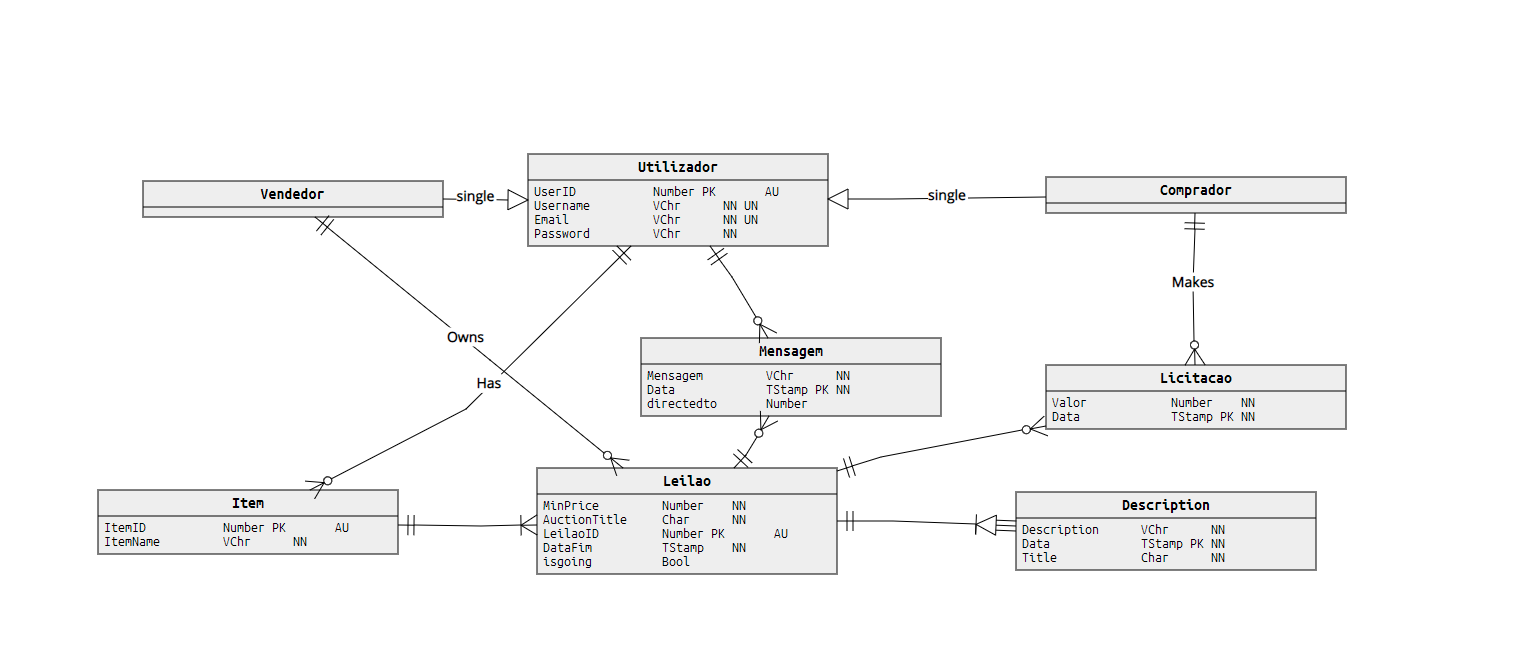 Vendedor
single
Utilizador
UserID Number PK AU
Username VChr NN UN
Email VChr NN UN
Password VChr NN
single
Comprador
Owns
Has
Makes
Mensagem
Mensagem VChr NN
Data TStamp PK NN
directedto Number
Licitacao
Valor Number NN
Data TStamp PK NN
Item
ItemID Number PK AU
ItemName VChr NN
Leilao
MinPrice Number NN
AuctionTitle Char NN
LeilaoID Number PK AU
DataFim TStamp NN
isgoing Bool
Description
Description VChr NN
Data TStamp PK NN
Title Char NN